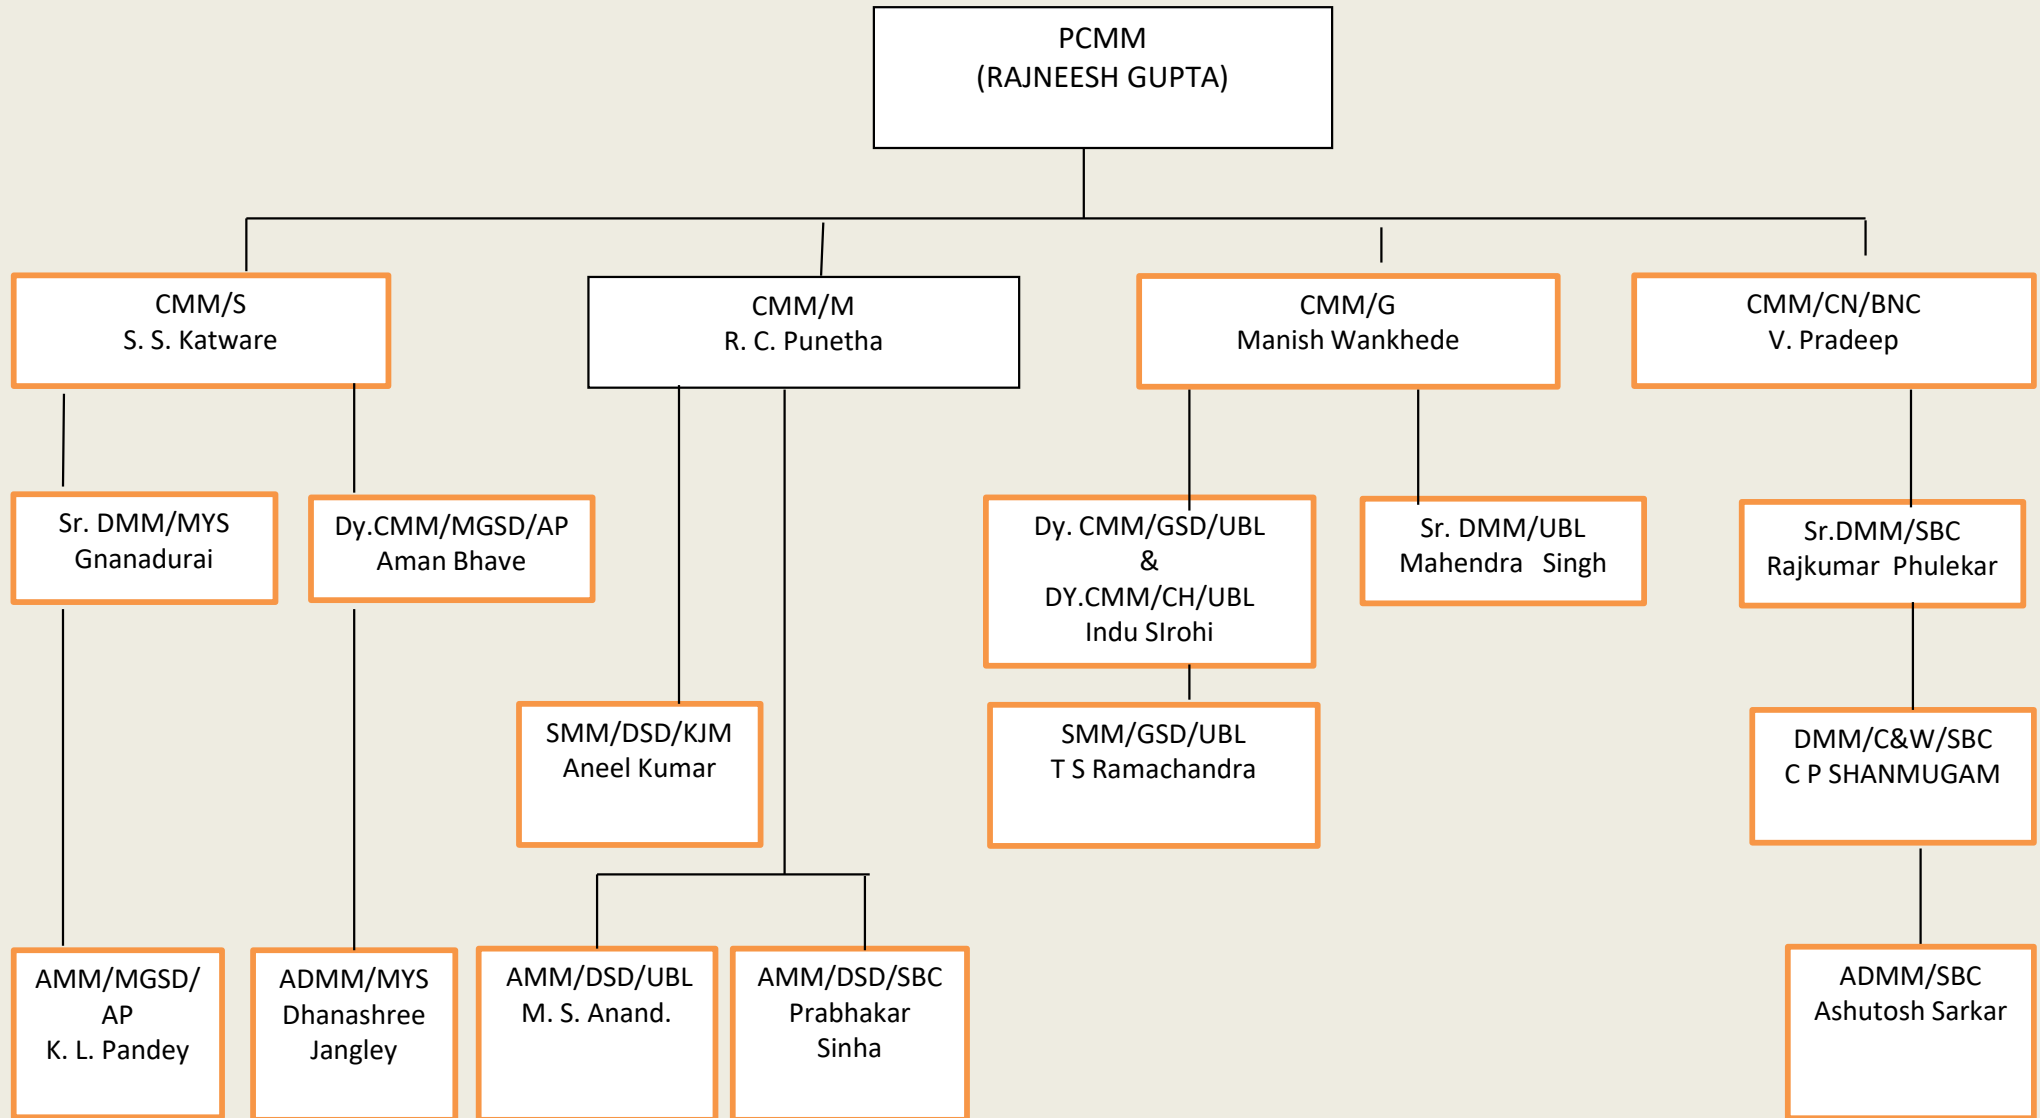 PCMM
(RAJNEESH GUPTA)
CMM/S
S. S. Katware
CMM/M
R. C. Punetha
CMM/G
Manish Wankhede
CMM/CN/BNC
V. Pradeep
Sr. DMM/MYS
Gnanadurai
Dy.CMM/MGSD/AP
Aman Bhave
Dy. CMM/GSD/UBL
&
DY.CMM/CH/UBL
Indu SIrohi
Sr. DMM/UBL
Mahendra Singh
Sr.DMM/SBC
Rajkumar Phulekar
SMM/DSD/KJM
Aneel Kumar
SMM/GSD/UBL
T S Ramachandra
DMM/C&W/SBC
C P SHANMUGAM
AMM/MGSD/
AP
K. L. Pandey
ADMM/MYS
Dhanashree
Jangley
AMM/DSD/UBL
M. S. Anand.
AMM/DSD/SBC
Prabhakar
Sinha
ADMM/SBC
Ashutosh Sarkar